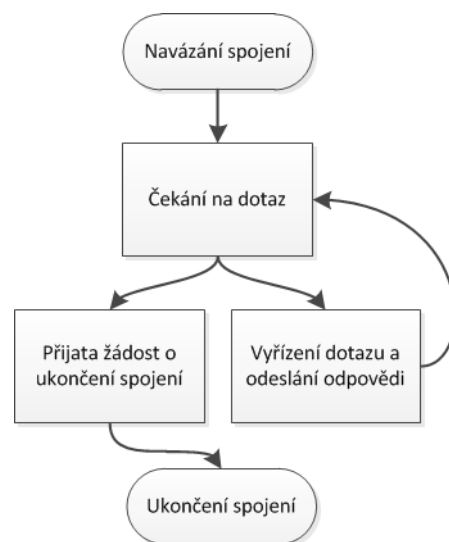 Navázání spojení
Čekání na dotaz
Přijata žádost o
ukončení spojení
Vyřízení dotazu a
odeslání odpovědi
Ukončení spojení